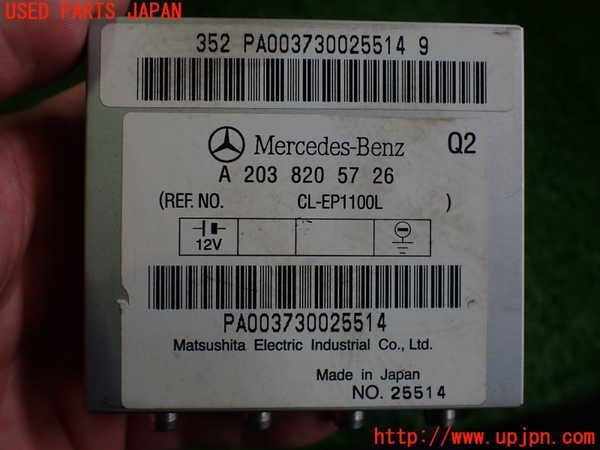 USED PARTS JAPAN
352 PA003730025514 9
Mercedes-Benz Q2
A 203 820 57 26
(REF. NO. CL-EP1100L )
12V
PA003730025514
Matsushita Electric Industrial Co., Ltd.
Made in Japan
NO. 25514
http://www.upjpn.com/